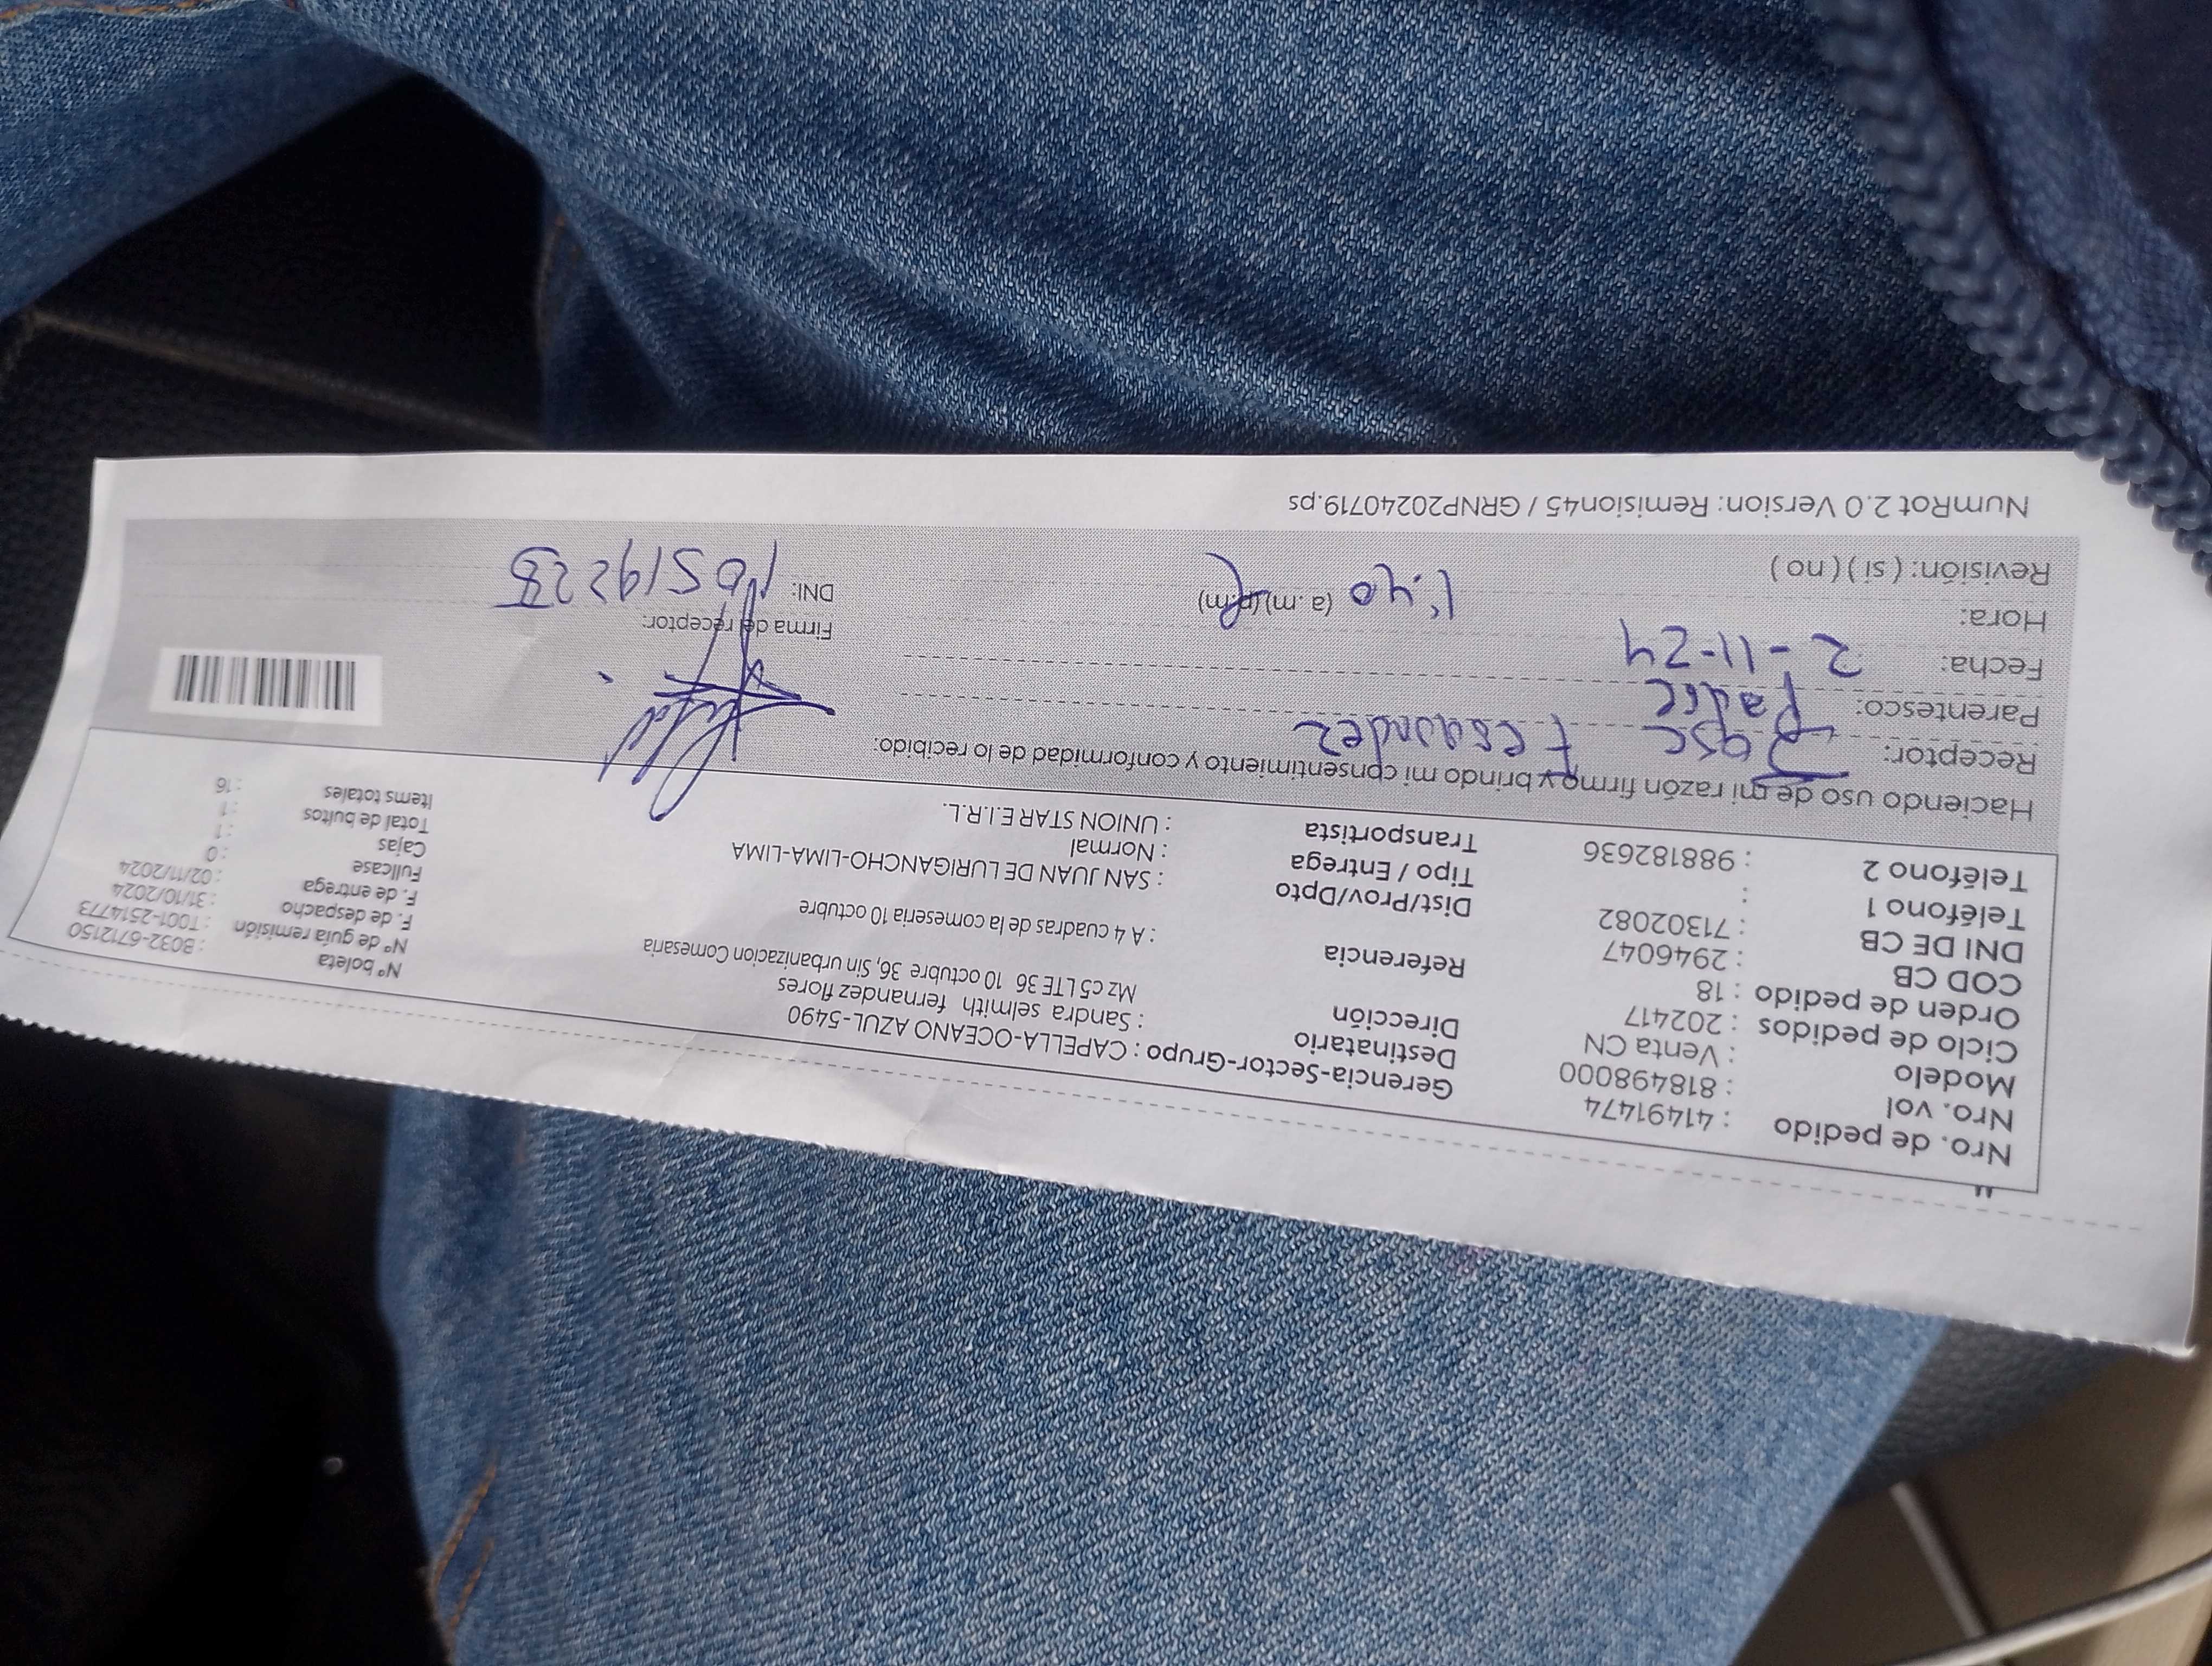 Nro. de pedido : 41491474
Nro. vol : 818498000
Modelo : Venta CN
Ciclo de pedidos : 202417
Orden de pedido : 18
COD CB : 2946047
DNI DE CB : 71302082
Teléfono 1 :
Teléfono 2 : 988182636
Gerencia-Sector-Grupo : CAPELLA-OCEANO AZUL-5490
Destinatario : Sandra selmith fernandez flores
Dirección Mz c5 LTE 36 10 octubre 36, Sin urbanizacion Comesaria
Referencia : A 4 cuadras de la comeseria 10 octubre
Dist/Prov/Dpto : SAN JUAN DE LURIGANCHO-LIMA-LIMA
Tipo / Entrega : Normal
Transportista : UNION STAR E.I.R.L.
N° boleta : B032-6712150
N° de guía remisión : T001-2514773
F. de despacho : 31/10/2024
F. de entrega : 02/11/2024
Fullcase : 0
Cajas : 1
Total de bultos : 1
Items totales : 16
Haciendo uso de mi razón firmo y brindo mi consentimiento y conformidad de lo recibido.
Receptor:
Parentesco: Padre
Fecha: 2-11-24
Hora: 1:40 (a. m) (p.m)
Revisión: ( si ) ( no )
Firma del receptor:
DNI:
NumRot 2.0 Version: Remision45 / GRNP20240719.ps